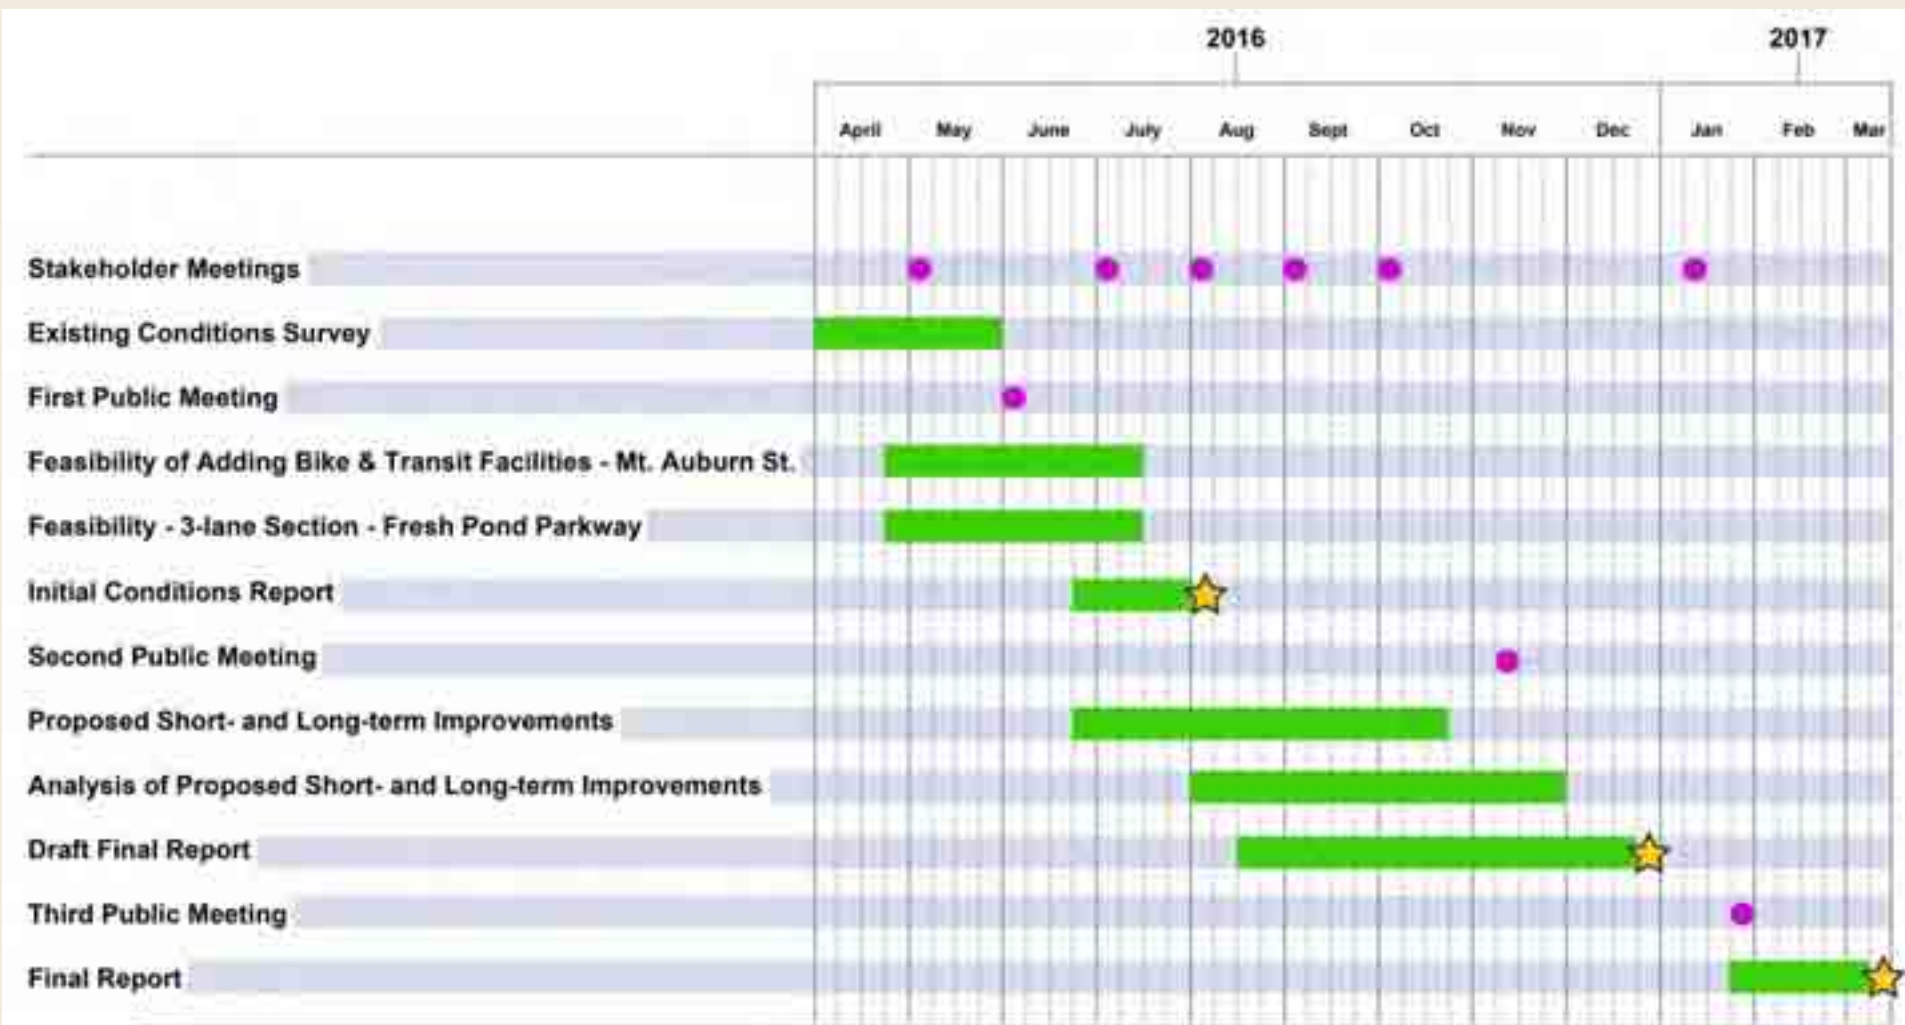 2016 2017
April May June July Aug Sept Oct Nov Dec Jan Feb Mar
Stakeholder Meetings
Existing Conditions Survey
First Public Meeting
Feasibility of Adding Bike & Transit Facilities - Mt. Auburn St.
Feasibility - 3-lane Section - Fresh Pond Parkway
Initial Conditions Report
Second Public Meeting
Proposed Short- and Long-term Improvements
Analysis of Proposed Short- and Long-term Improvements
Draft Final Report
Third Public Meeting
Final Report